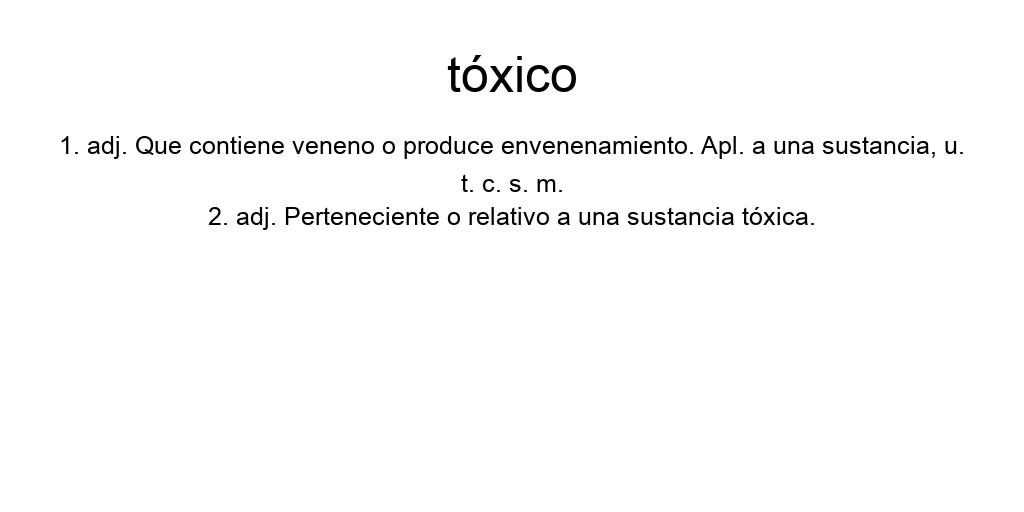 tóxico
1. adj. Que contiene veneno o produce envenenamiento. Apl. a una sustancia, u.
t. c. s. m.
2. adj. Perteneciente o relativo a una sustancia tóxica.